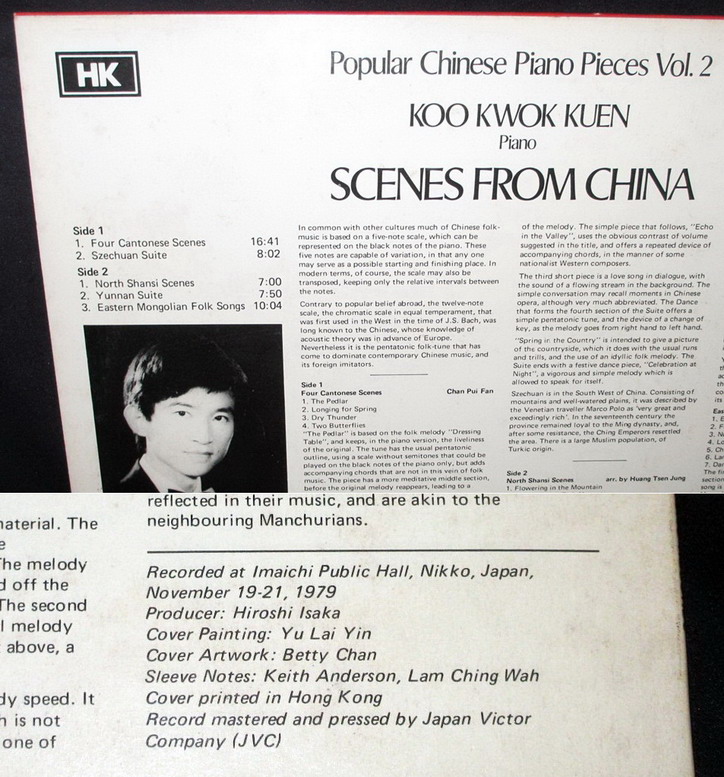 HK
Popular Chinese Piano Pieces Vol. 2
KOO KWOK KUEN
Piano
SCENES FROM CHINA
Side 1
1. Four Cantonese Scenes 16:41
2. Szechuan Suite 8:02
Side 2
1. North Shansi Scenes 7:00
2. Yunnan Suite 7:50
3. Eastern Mongolian Folk Songs 10:04
In common with other cultures much of Chinese folk-
music is based on a five-note scale, which can be
represented on the black notes of the piano. These
five notes are capable of variation, in that any one
may serve as a possible starting and finishing place. In
modern terms, of course, the scale may also be
transposed, keeping only the relative intervals between
the notes.
Contrary to popular belief abroad, the twelve-note
scale, the chromatic scale in equal temperament, that
was first used in the West in the time of J.S. Bach, was
long known to the Chinese, whose knowledge of
acoustic theory was in advance of Europe.
Nevertheless it is the pentatonic folk-tune that has
come to dominate contemporary Chinese music, and
its foreign imitators.
Side 1
Four Cantonese Scenes Chan Pui Fan
1. The Pedlar
2. Longing for Spring
3. Dry Thunder
4. Two Butterflies
"The Pedlar" is based on the folk melody "Dressing
Table", and keeps, in the piano version, the liveliness
of the original. The tune has the usual pentatonic
outline, using a scale without semitones that could be
played on the black notes of the piano only, but adds
accompanying chords that are not in this vein of folk
music. The piece has a more meditative middle section,
before the original melody reappears, leading to a
of the melody. The simple piece that follows, "Echo
in the Valley", uses the obvious contrast of volume
suggested in the title, and offers a repeated device of
accompanying chords, in the manner of some
nationalist Western composers.
The third short piece is a love song in dialogue, with
the sound of a flowing stream in the background. The
simple conversation may recall moments in Chinese
opera, although very much abbreviated. The Dance
that forms the fourth section of the Suite offers a
simple pentatonic tune, and the device of a change of
key, as the melody goes from right hand to left hand.
"Spring in the Country" is intended to give a picture
of the countryside, which it does with the usual runs
and trills, and the use of an idyllic folk melody. The
Suite ends with a festive dance piece, "Celebration at
Night", a vigorous and simple melody which is
allowed to speak for itself.
Szechuan is in the South West of China. Consisting of
mountains and well-watered plains, it was described by
the Venetian traveller Marco Polo as 'very great and
exceedingly rich'. In the seventeenth century the
province remained loyal to the Ming dynasty, and,
after some resistance, the Ching Emperors resettled
the area. There is a large Muslim population, of
Turkic origin.
Side 2
North Shansi Scenes arr. by Huang Tsen Jung
1. Flowering in the Mountain
reflected in their music, and are akin to the
neighbouring Manchurians.
naterial. The
e
The melody
d off the
The second
l melody
above, a
dy speed. It
h is not
one of
Recorded at Imaichi Public Hall, Nikko, Japan,
November 19-21, 1979
Producer: Hiroshi Isaka
Cover Painting: Yu Lai Yin
Cover Artwork: Betty Chan
Sleeve Notes: Keith Anderson, Lam Ching Wah
Cover printed in Hong Kong
Record mastered and pressed by Japan Victor
Company (JVC)